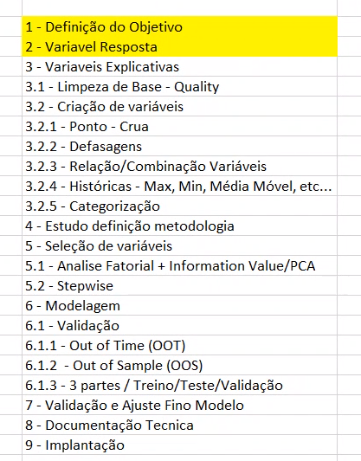 1 - Definição do Objetivo
2 - Variavel Resposta
3 - Variaveis Explicativas
3.1 - Limpeza de Base - Quality
3.2 - Criação de variáveis
3.2.1 - Ponto - Crua
3.2.2 - Defasagens
3.2.3 - Relação/Combinação Variáveis
3.2.4 - Históricas - Max, Min, Média Móvel, etc...
3.2.5 - Categorização
4 - Estudo definição metodologia
5 - Seleção de variáveis
5.1 - Analise Fatorial + Information Value/PCA
5.2 - Stepwise
6 - Modelagem
6.1 - Validação
6.1.1 - Out of Time (OOT)
6.1.2  - Out of Sample (OOS)
6.1.3 - 3 partes / Treino/Teste/Validação
7 - Validação e Ajuste Fino Modelo
8 - Documentação Tecnica
9 - Implantação